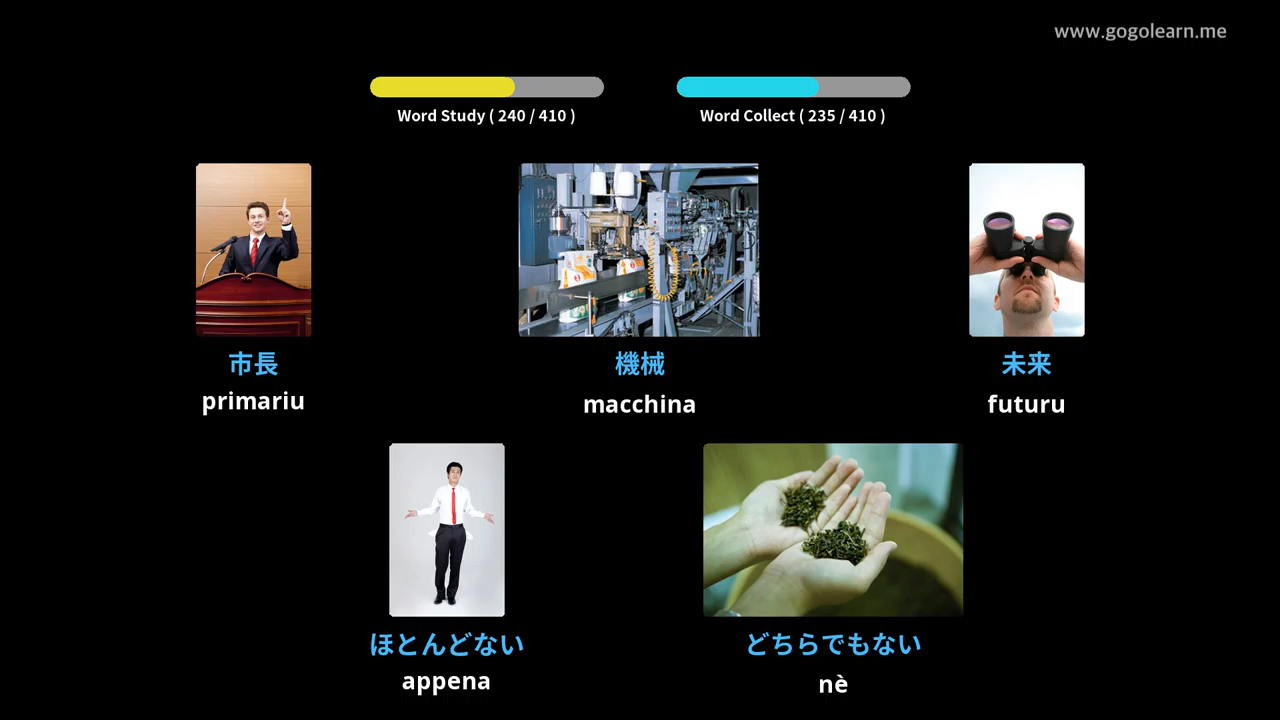 www.gogolearn.me
Word Study ( 240 / 410 )
Word Collect ( 235 / 410 )
市長
primariu
機械
macchina
未来
futuru
ほとんどない
appena
どちらでもない
nè